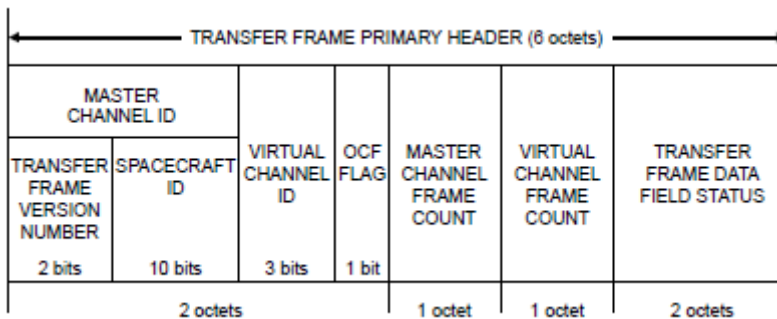 TRANSFER FRAME PRIMARY HEADER (6 octets)
MASTER
CHANNEL ID
TRANSFER
FRAME
VERSION
NUMBER
2 bits
SPACECRAFT
ID
10 bits
VIRTUAL
CHANNEL
ID
3 bits
OCF
FLAG
1 bit
MASTER
CHANNEL
FRAME
COUNT
VIRTUAL
CHANNEL
FRAME
COUNT
TRANSFER
FRAME DATA
FIELD STATUS
2 octets
1 octet
1 octet
2 octets